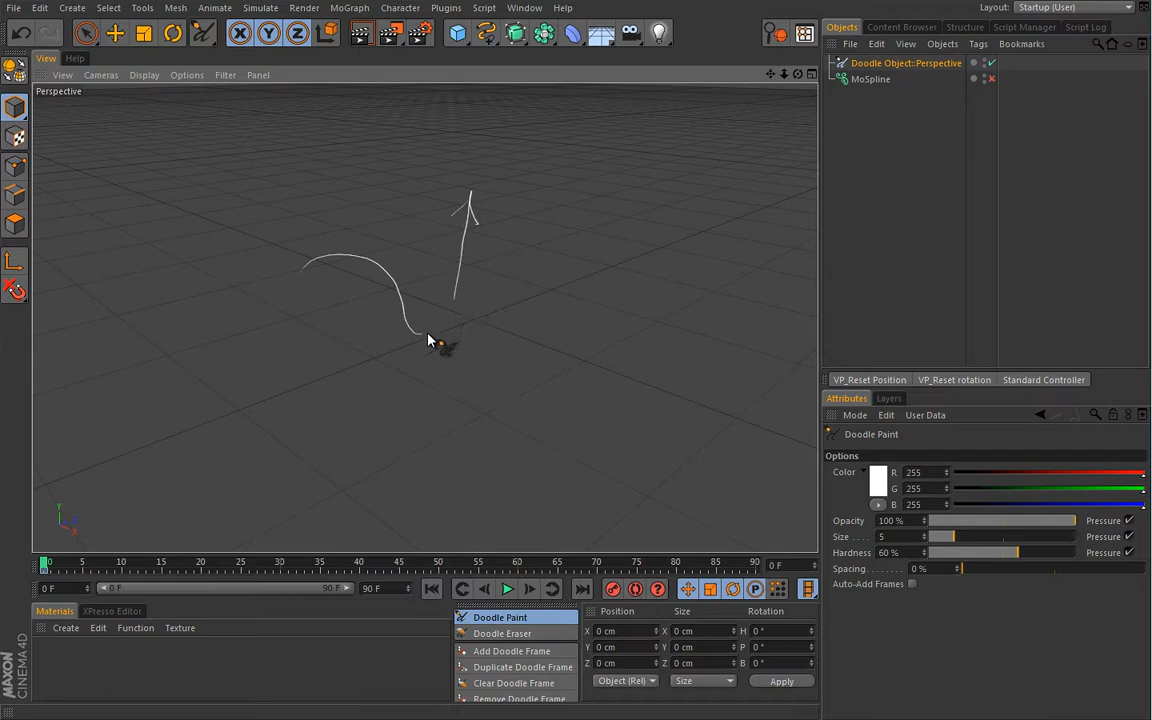 File Edit Create Select Tools Mesh Animate Simulate Render MoGraph Character Plugins Script Window Help Layout: Startup (User)
Objects Content Browser Structure Script Manager Script Log
File Edit View Objects Tags Bookmarks
View Help
View Cameras Display Options Filter Panel
Perspective
Doodle Object::Perspective
MoSpline
VP_Reset Position VP_Reset rotation Standard Controller
Attributes Layers
Mode Edit User Data
Doodle Paint
Options
Color R 255
G 255
B 255
Opacity 100 % Pressure
Size 5 Pressure
Hardness 60 % Pressure
Spacing 0 %
Auto-Add Frames
Y
X
0 5 10 15 20 25 30 35 40 45 50 55 60 65 70 75 80 85 90 0 F
0 F 0 F 90 F 90 F
Materials XPresso Editor
Create Edit Function Texture
Doodle Paint
Doodle Eraser
Add Doodle Frame
Duplicate Doodle Frame
Clear Doodle Frame
Remove Doodle Frame
Position Size Rotation
X 0 cm X 0 cm H 0 °
Y 0 cm Y 0 cm P 0 °
Z 0 cm Z 0 cm B 0 °
Object (Rel) Size Apply
MAXON CINEMA 4D